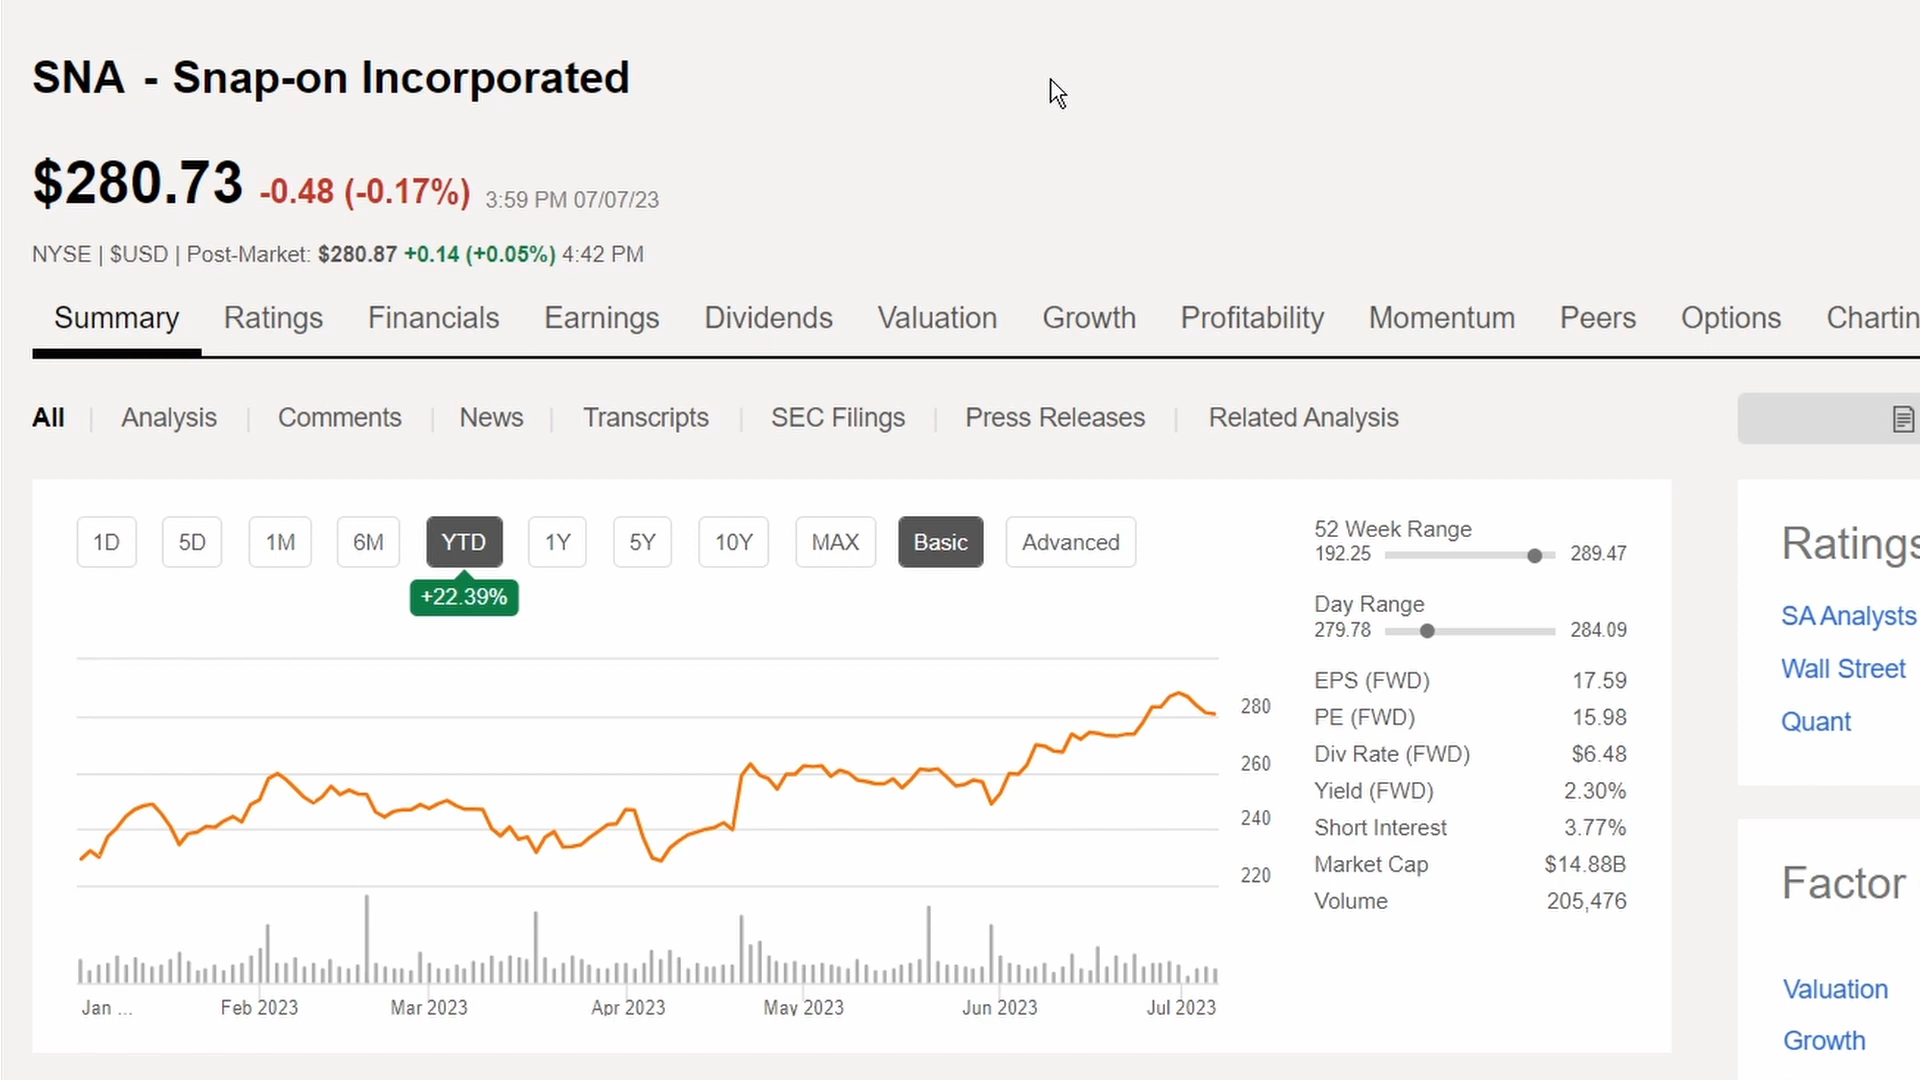 SNA - Snap-on Incorporated
$280.73 -0.48 (-0.17%) 3:59 PM 07/07/23
NYSE | $USD | Post-Market: $280.87 +0.14 (+0.05%) 4:42 PM
Summary Ratings Financials Earnings Dividends Valuation Growth Profitability Momentum Peers Options Chartin
All | Analysis | Comments | News | Transcripts | SEC Filings | Press Releases | Related Analysis
1D 5D 1M 6M YTD 1Y 5Y 10Y MAX Basic Advanced
+22.39%
280
260
240
220
Jan ... Feb 2023 Mar 2023 Apr 2023 May 2023 Jun 2023 Jul 2023
52 Week Range
192.25 289.47
Day Range
279.78 284.09
EPS (FWD) 17.59
PE (FWD) 15.98
Div Rate (FWD) $6.48
Yield (FWD) 2.30%
Short Interest 3.77%
Market Cap $14.88B
Volume 205,476
Ratings
SA Analysts
Wall Street
Quant
Factor
Valuation
Growth